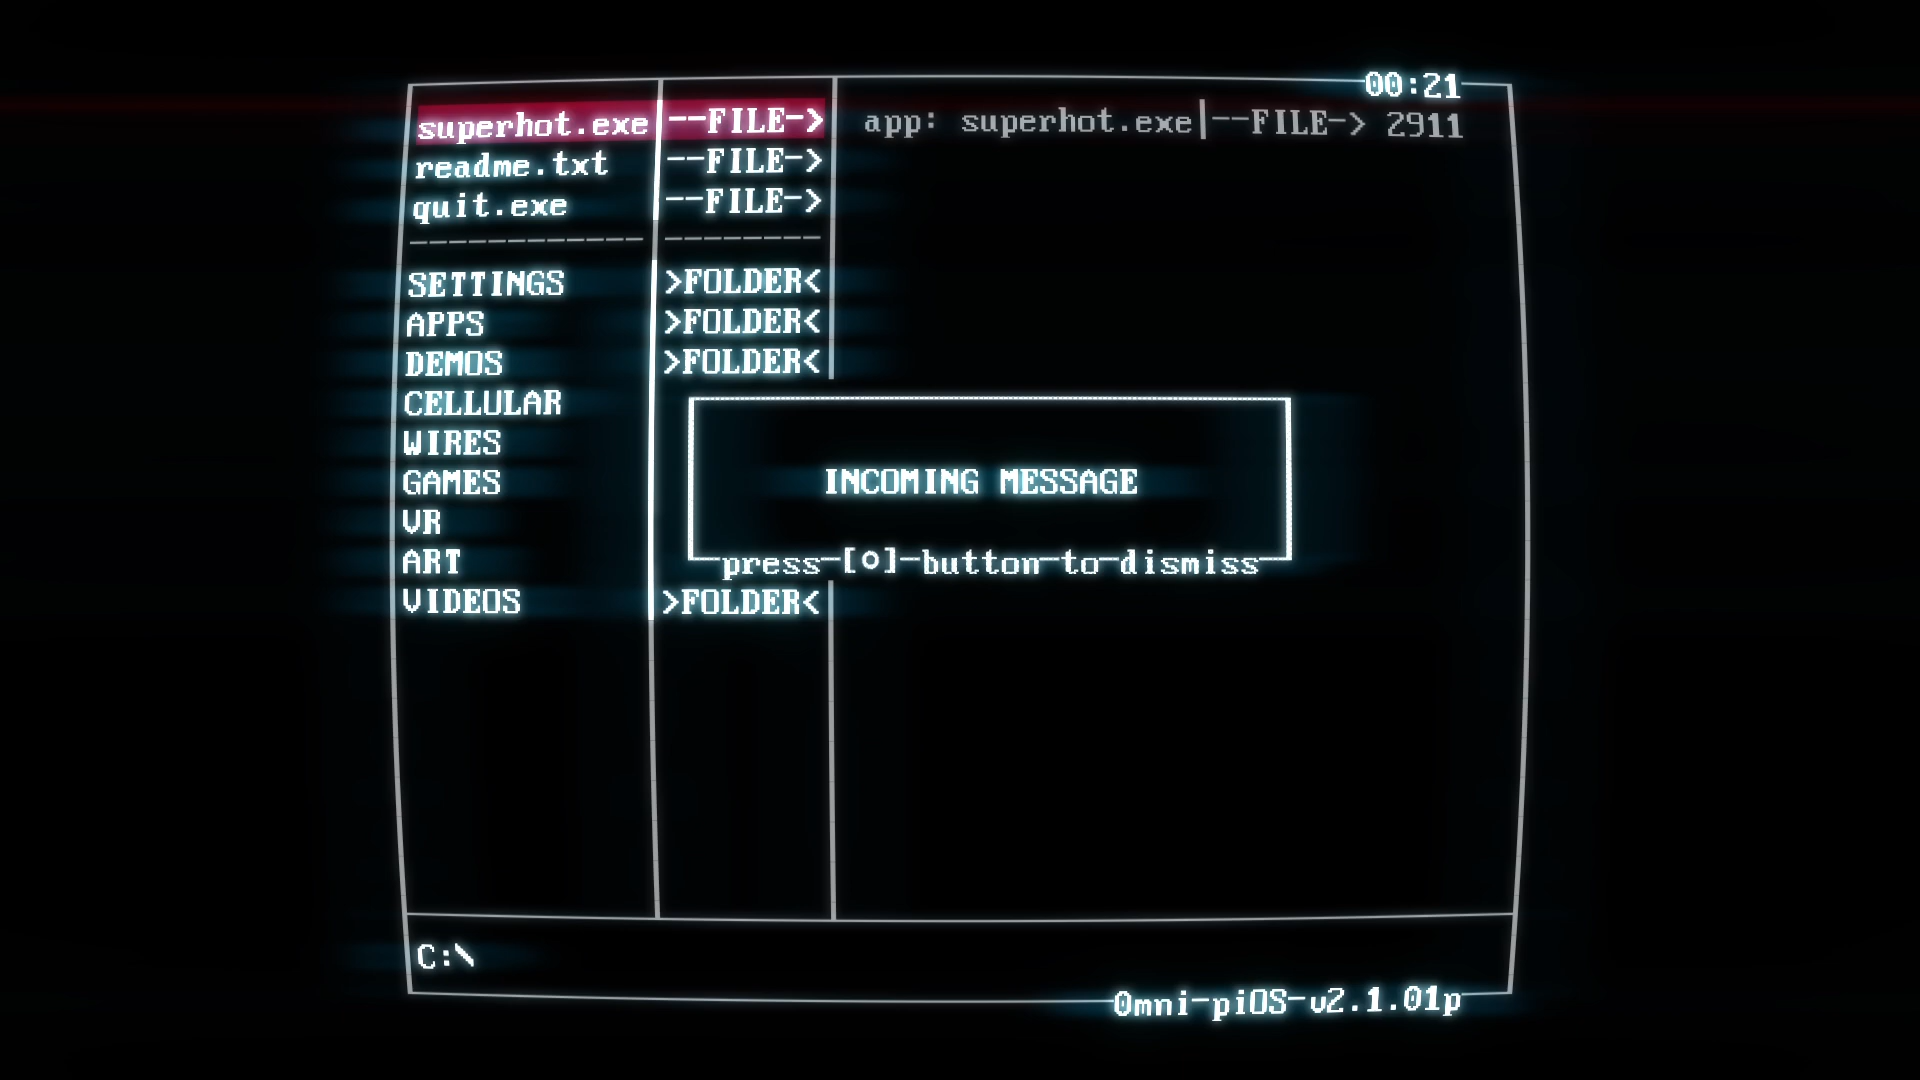 00:21
superhot.exe --FILE-> app: superhot.exe|--FILE-> 2911
readme.txt --FILE->
quit.exe --FILE->
SETTINGS >FOLDER<
APPS >FOLDER<
DEMOS >FOLDER<
CELLULAR
WIRES
GAMES
VR
ART
VIDEOS >FOLDER<
INCOMING MESSAGE
press-[O]-button-to-dismiss
C:\
0mni-piOS-v2.1.01p